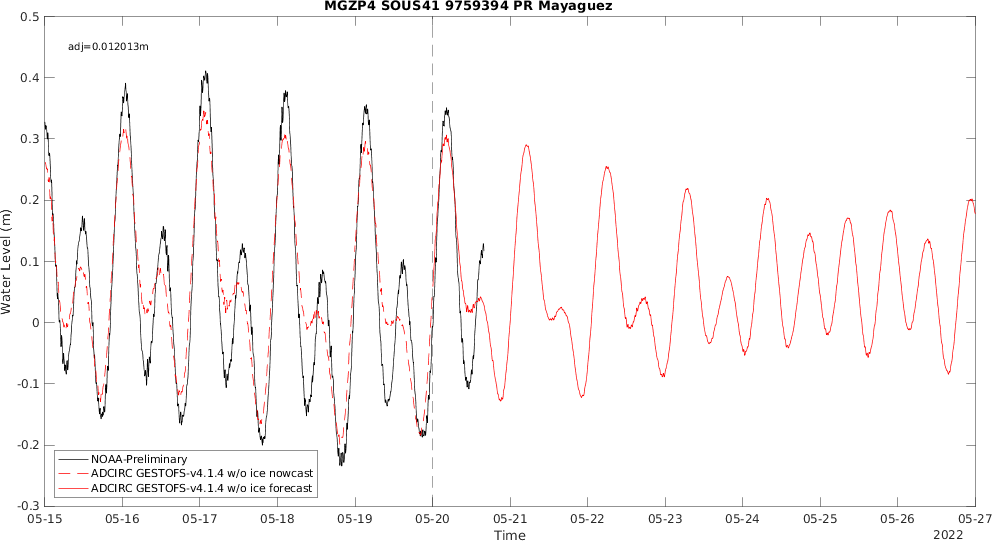 MGZP4 SOUS41 9759394 PR Mayaguez
adj=0.012013m
0.5
0.4
0.3
0.2
0.1
0
-0.1
-0.2
-0.3
Water Level (m)
NOAA-Preliminary
ADCIRC GESTOFS-v4.1.4 w/o ice nowcast
ADCIRC GESTOFS-v4.1.4 w/o ice forecast
05-15 05-16 05-17 05-18 05-19 05-20 05-21 05-22 05-23 05-24 05-25 05-26 05-27
Time
2022